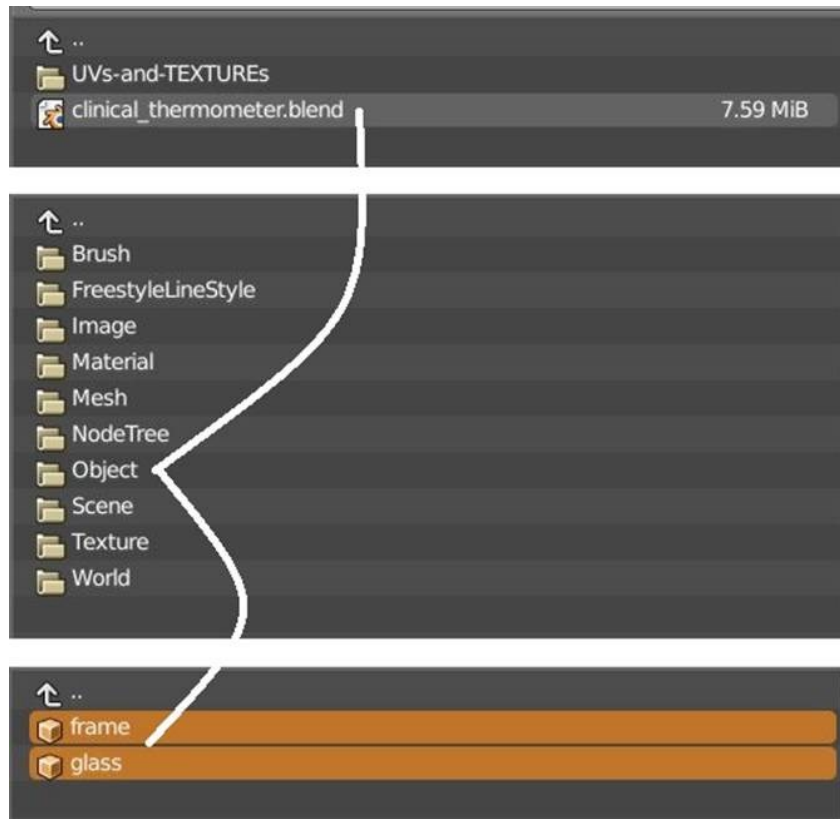 ..
UVs-and-TEXTUREs
clinical_thermometer.blend 7.59 MiB
..
Brush
FreestyleLineStyle
Image
Material
Mesh
NodeTree
Object
Scene
Texture
World
..
frame
glass